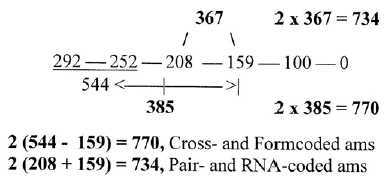 367 2 x 367 = 734
292 — 252 — 208 — 159 — 100 — 0
544 <—————>|
385 2 x 385 = 770
2 (544 - 159) = 770, Cross- and Formcoded ams
2 (208 + 159) = 734, Pair- and RNA-coded ams